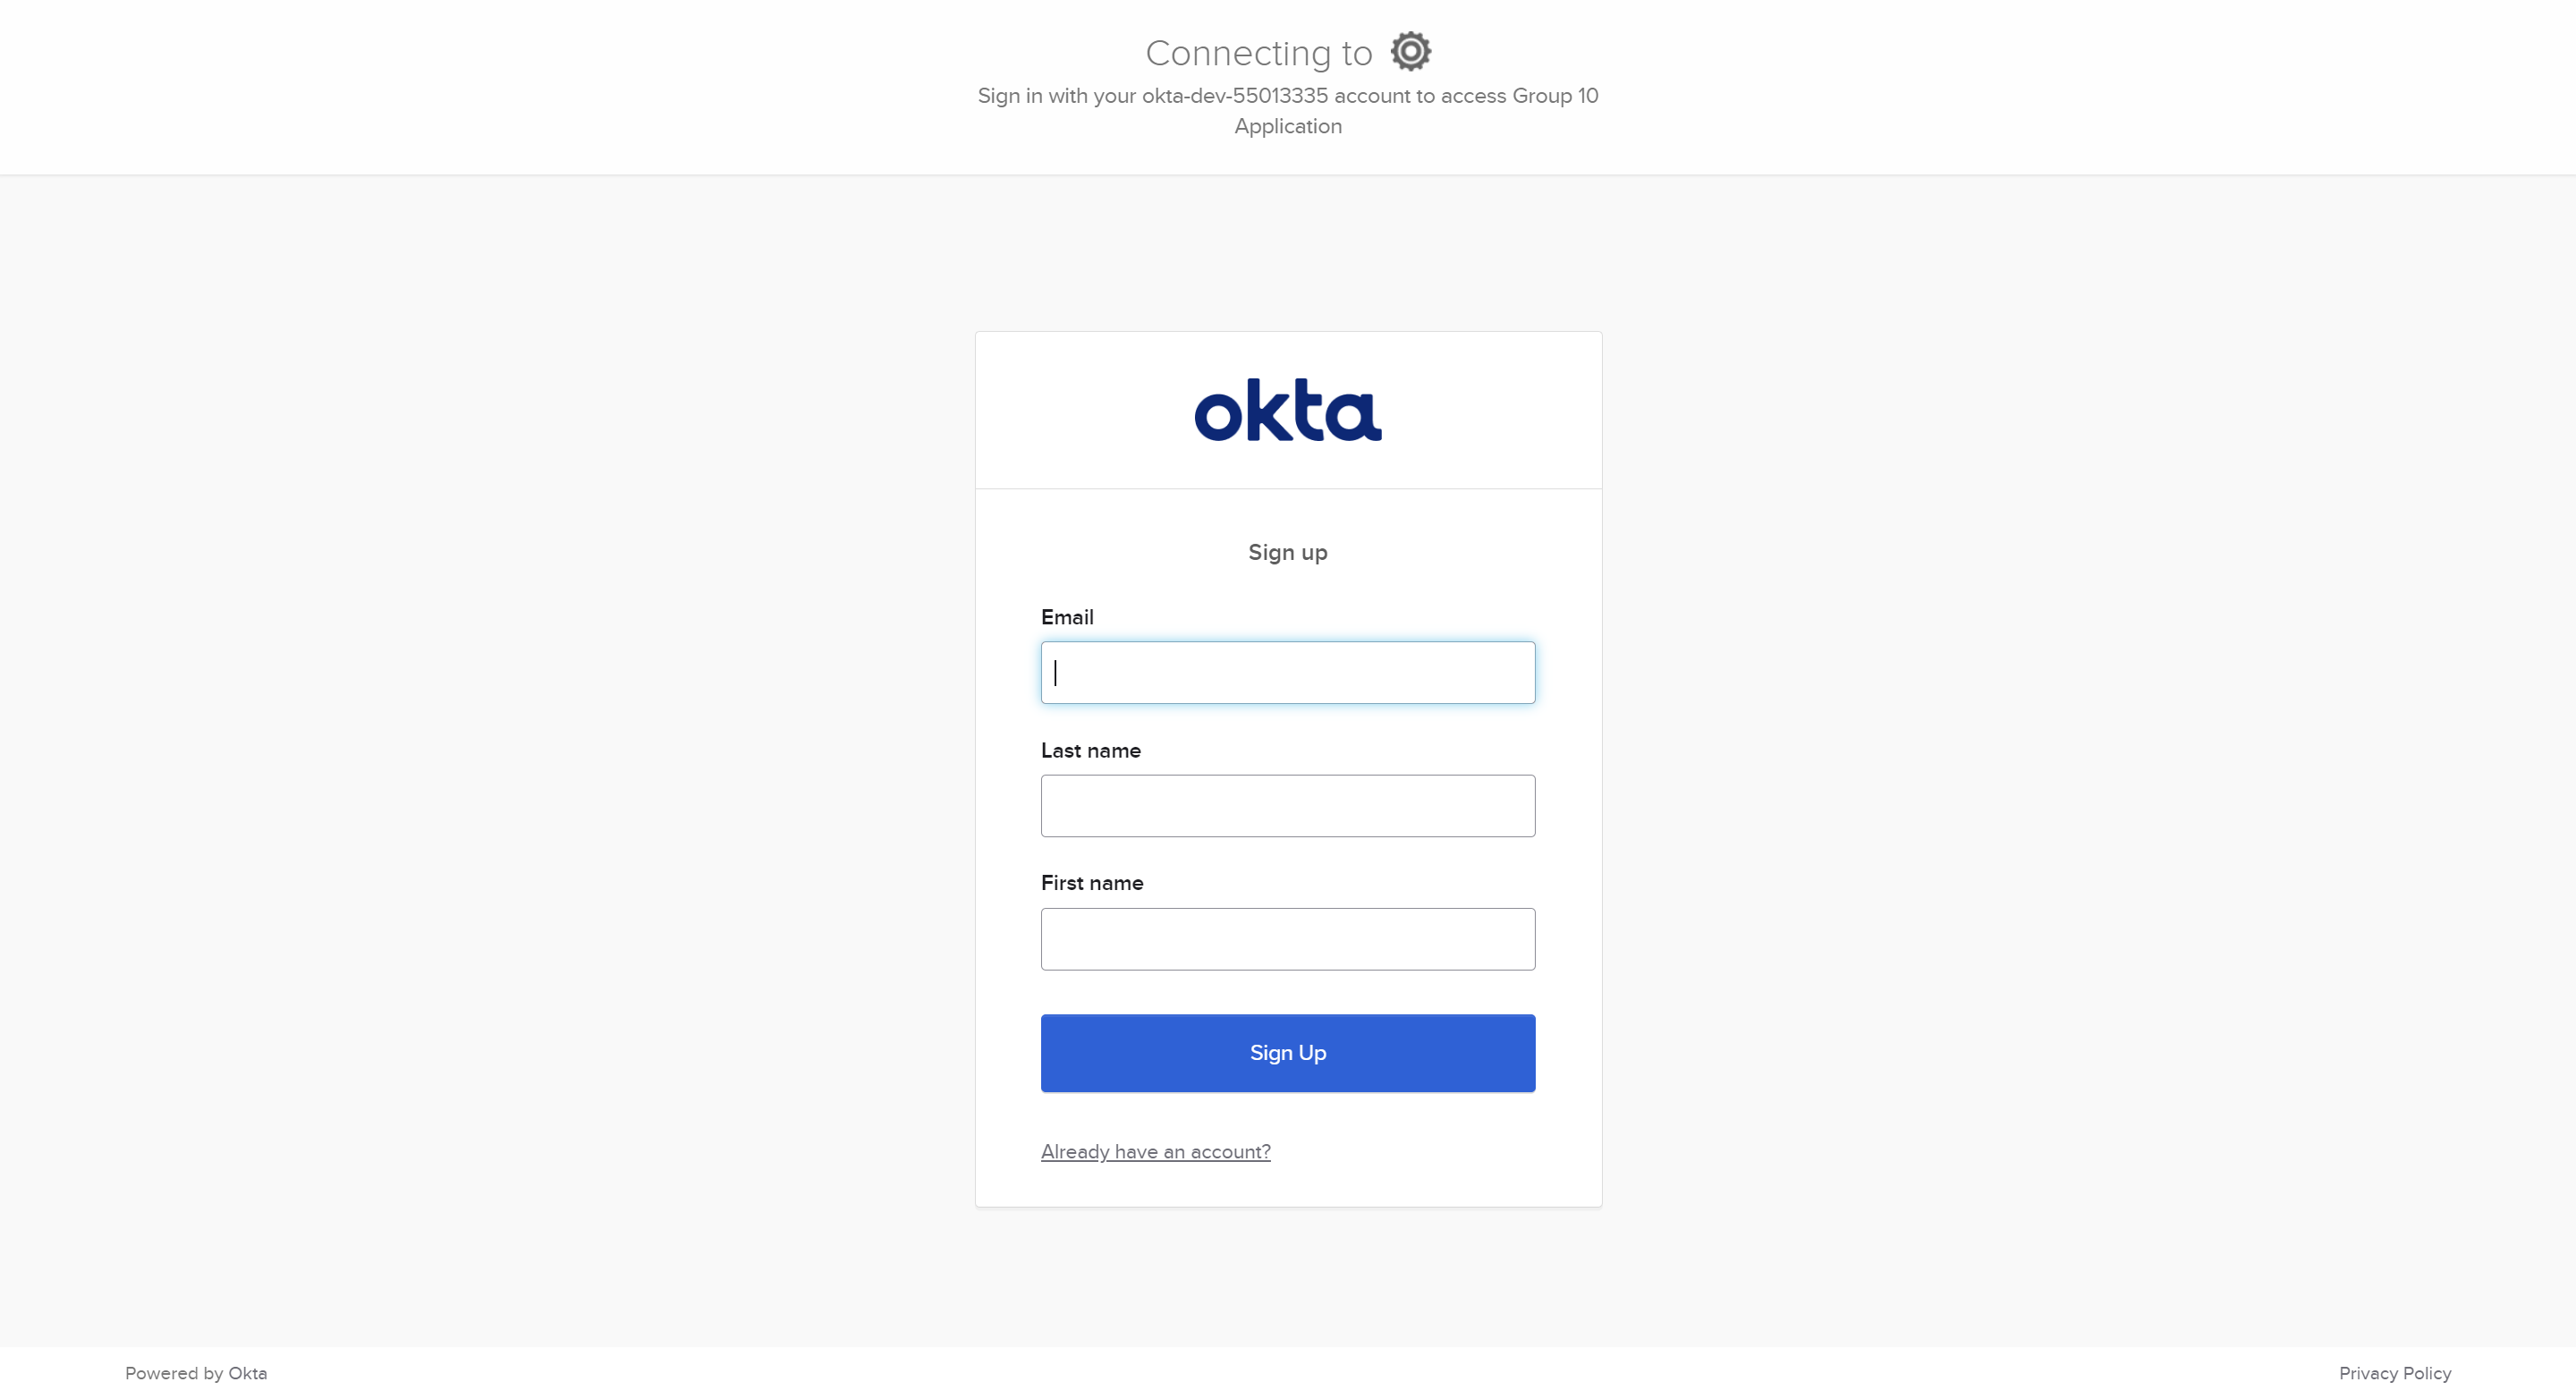 Connecting to
Sign in with your okta-dev-55013335 account to access Group 10
Application
okta
Sign up
Email
Last name
First name
Sign Up
Already have an account?
Powered by Okta
Privacy Policy